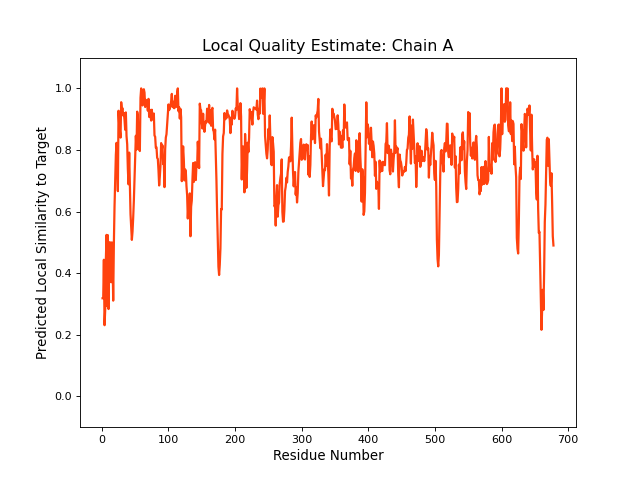 Local Quality Estimate: Chain A
1.0
0.8
0.6
0.4
0.2
0.0
Predicted Local Similarity to Target
0 100 200 300 400 500 600 700
Residue Number